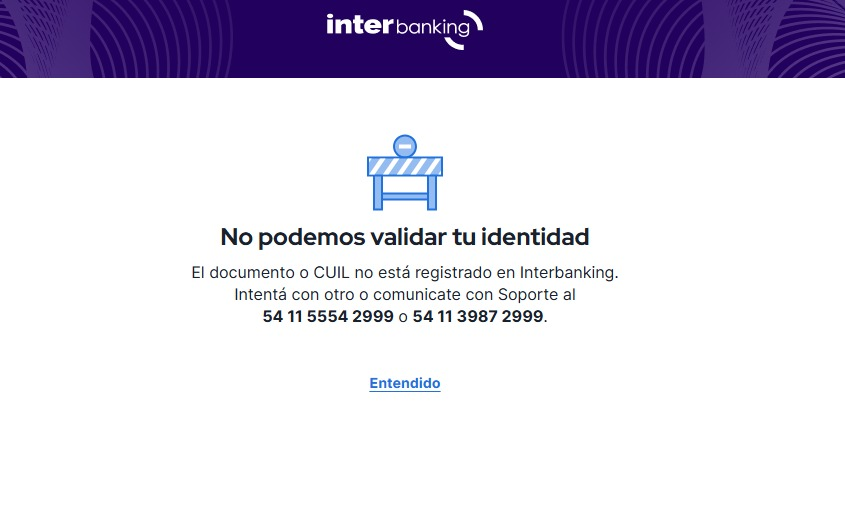 interbanking
No podemos validar tu identidad
El documento o CUIL no está registrado en Interbanking.
Intentá con otro o comunicate con Soporte al
54 11 5554 2999 o 54 11 3987 2999.
Entendido